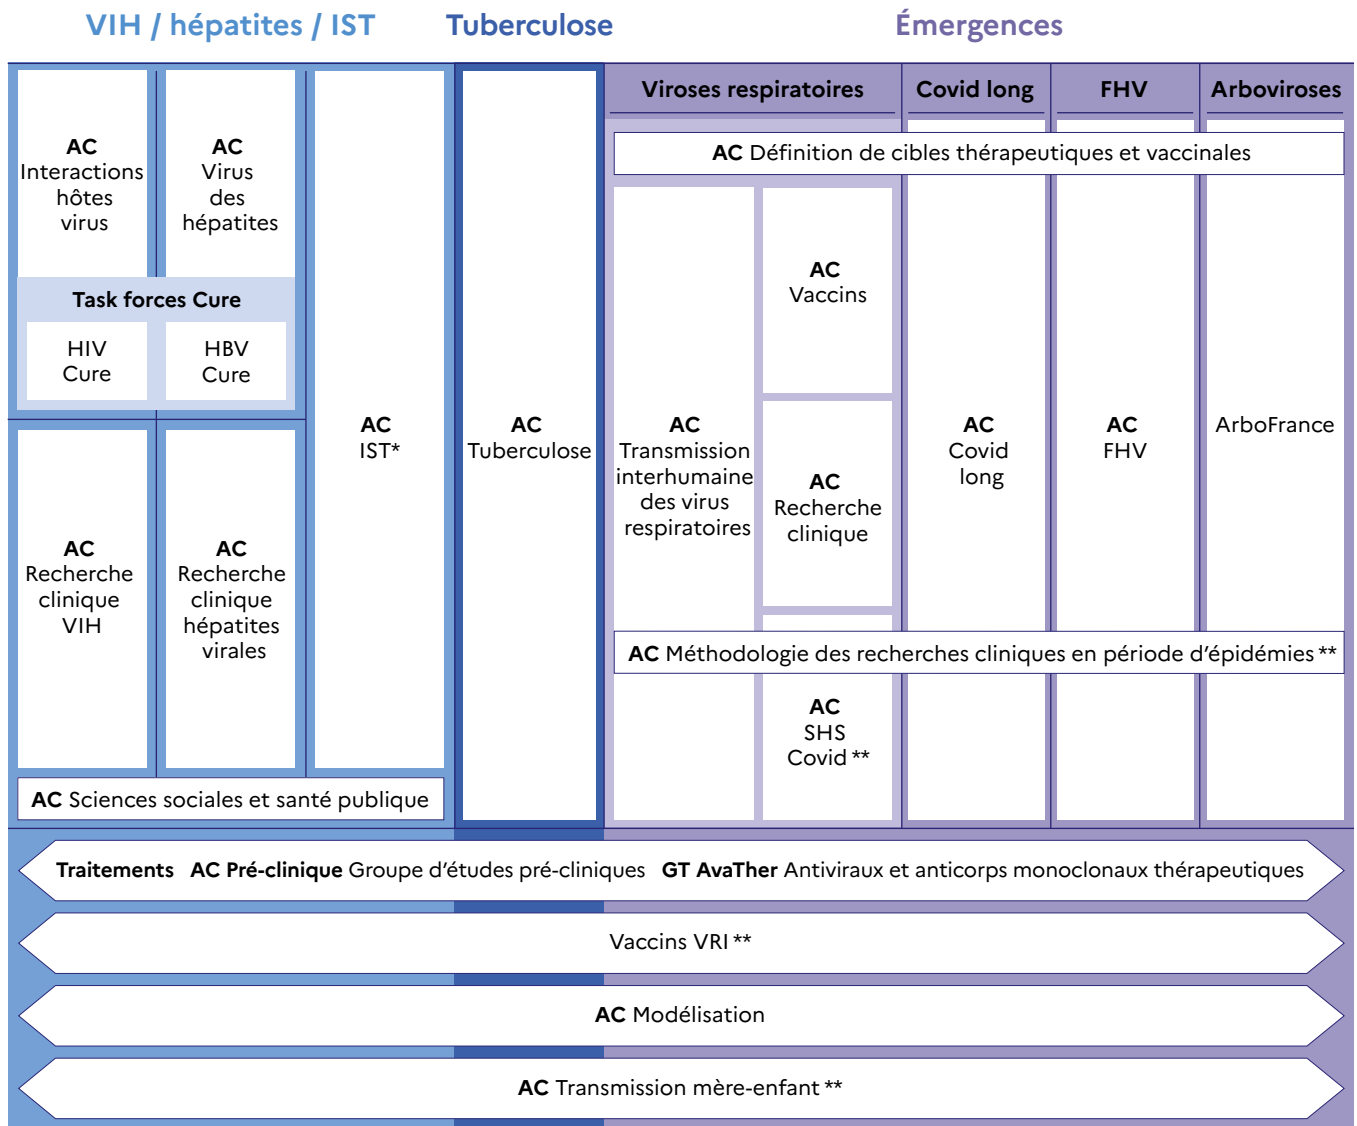 VIH / hépatites / IST
Tuberculose
Émergences
Viroses respiratoires
Covid long
FHV
Arboviroses
AC
Interactions
hôtes
virus
AC
Virus
des
hépatites
Task forces Cure
HIV
Cure
HBV
Cure
AC
Recherche
clinique
VIH
AC
Recherche
clinique
hépatites
virales
AC
IST*
AC Sciences sociales et santé publique
AC
Tuberculose
AC Définition de cibles thérapeutiques et vaccinales
AC
Transmission
interhumaine
des virus
respiratoires
AC
Vaccins
AC
Recherche
clinique
AC
Covid
long
AC
FHV
ArboFrance
AC Méthodologie des recherches cliniques en période d'épidémies **
AC
SHS
Covid **
Traitements AC Pré-clinique Groupe d'études pré-cliniques GT AvaTher Antiviraux et anticorps monoclonaux thérapeutiques
Vaccins VRI **
AC Modélisation
AC Transmission mère-enfant **